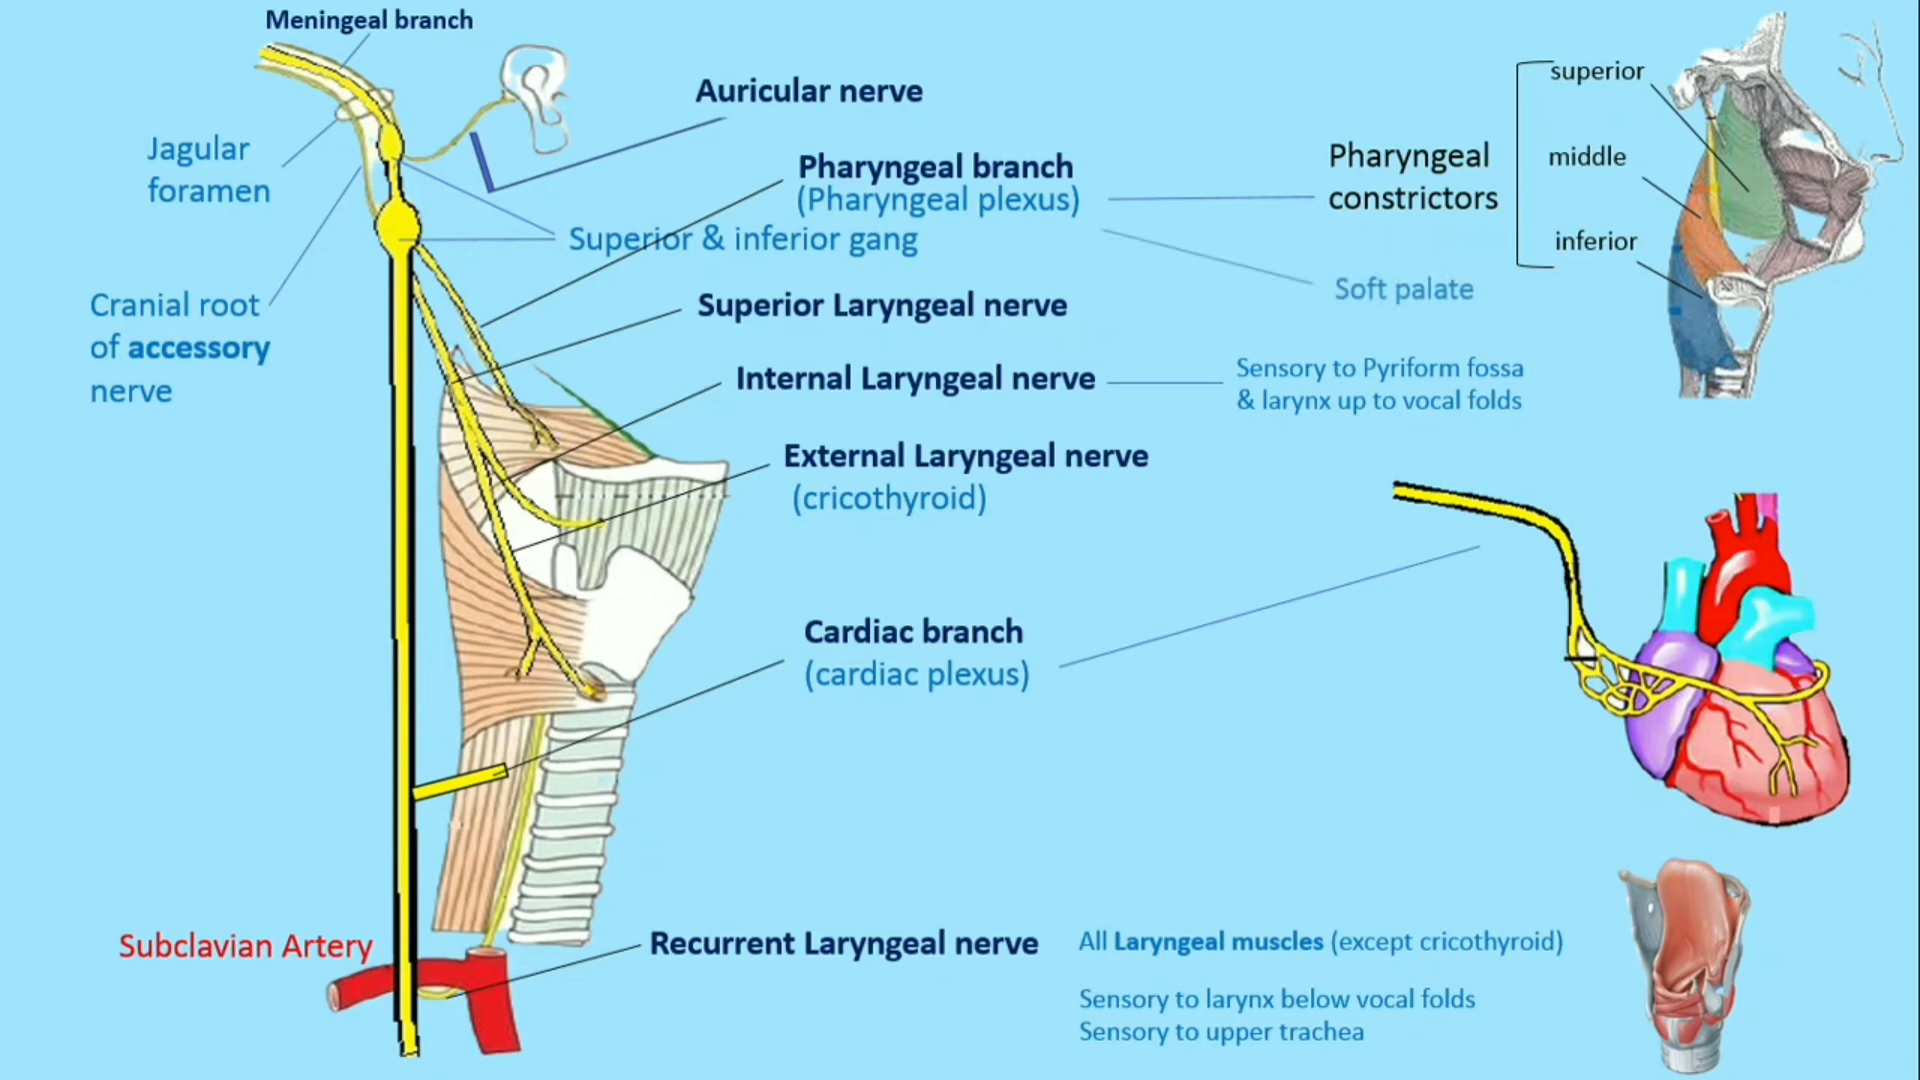 Meningeal branch
Auricular nerve
Jagular
foramen
Pharyngeal branch
(Pharyngeal plexus)
Superior & inferior gang
Cranial root
of accessory
nerve
Superior Laryngeal nerve
Internal Laryngeal nerve
Sensory to Pyriform fossa
& larynx up to vocal folds
External Laryngeal nerve
(cricothyroid)
Cardiac branch
(cardiac plexus)
Subclavian Artery
Recurrent Laryngeal nerve
All Laryngeal muscles (except cricothyroid)
Sensory to larynx below vocal folds
Sensory to upper trachea
Pharyngeal
constrictors
superior
middle
inferior
Soft palate